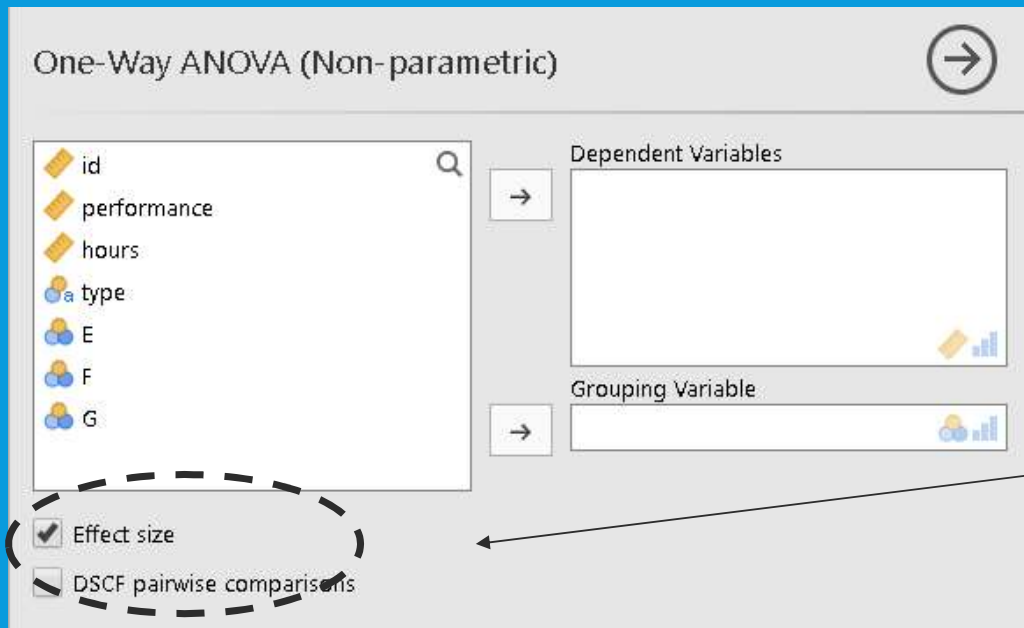 One-Way ANOVA (Non-parametric)
id
performance
hours
a type
E
F
G
Dependent Variables
Grouping Variable
Effect size
DSCF pairwise comparisons